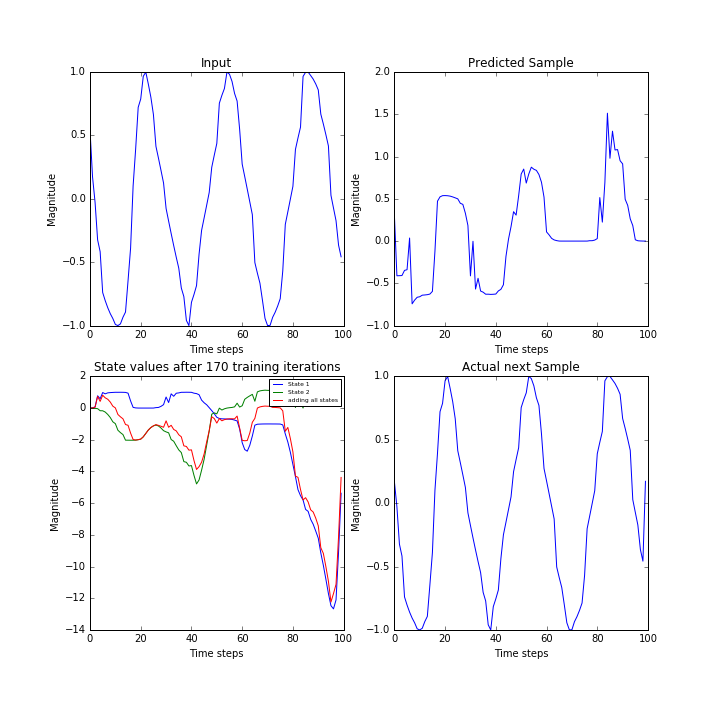 Input
Magnitude
1.0
0.5
0.0
−0.5
−1.0
0 20 40 60 80 100
Time steps
Predicted Sample
Magnitude
2.0
1.5
1.0
0.5
0.0
−0.5
−1.0
0 20 40 60 80 100
Time steps
State values after 170 training iterations
Magnitude
2
0
−2
−4
−6
−8
−10
−12
−14
State 1
State 2
adding all states
0 20 40 60 80 100
Time steps
Actual next Sample
Magnitude
1.0
0.5
0.0
−0.5
−1.0
0 20 40 60 80 100
Time steps